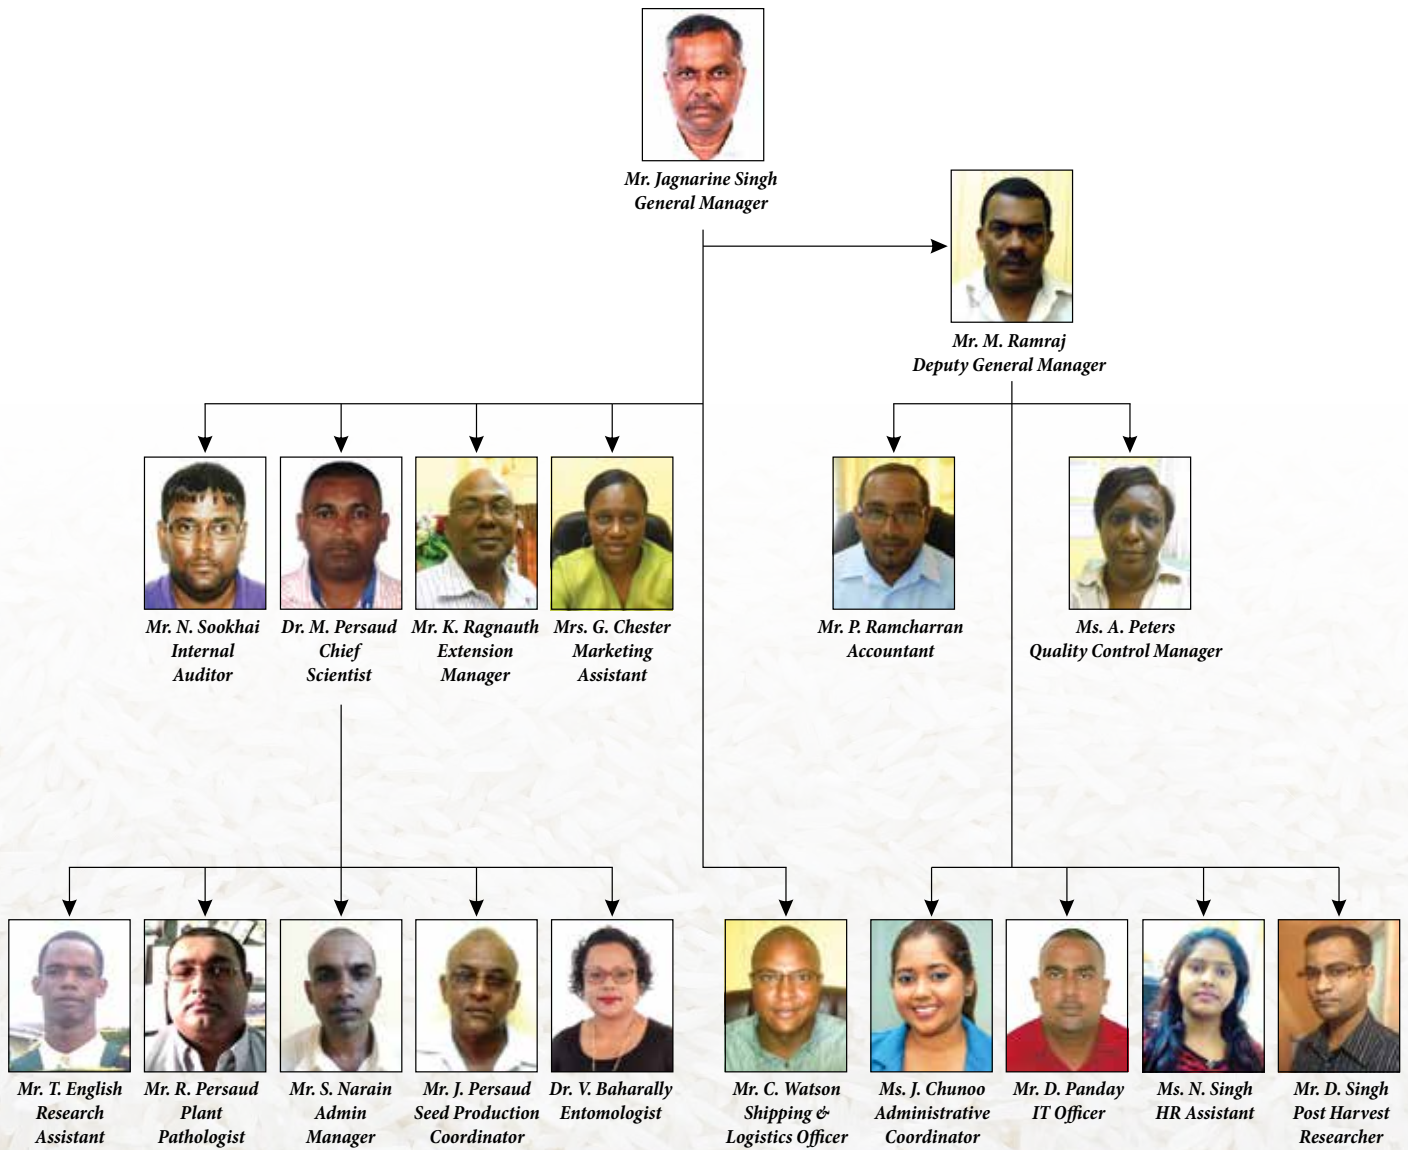 Mr. Jagnarine Singh
General Manager
Mr. M. Ramraj
Deputy General Manager
Mr. N. Sookhai
Internal
Auditor
Dr. M. Persaud
Chief
Scientist
Mr. K. Ragnauth
Extension
Manager
Mrs. G. Chester
Marketing
Assistant
Mr. P. Ramcharran
Accountant
Ms. A. Peters
Quality Control Manager
Mr. T. English
Research
Assistant
Mr. R. Persaud
Plant
Pathologist
Mr. S. Narain
Admin
Manager
Mr. J. Persaud
Seed Production
Coordinator
Dr. V. Baharally
Entomologist
Mr. C. Watson
Shipping &
Logistics Officer
Ms. J. Chunoo
Administrative
Coordinator
Mr. D. Panday
IT Officer
Ms. N. Singh
HR Assistant
Mr. D. Singh
Post Harvest
Researcher